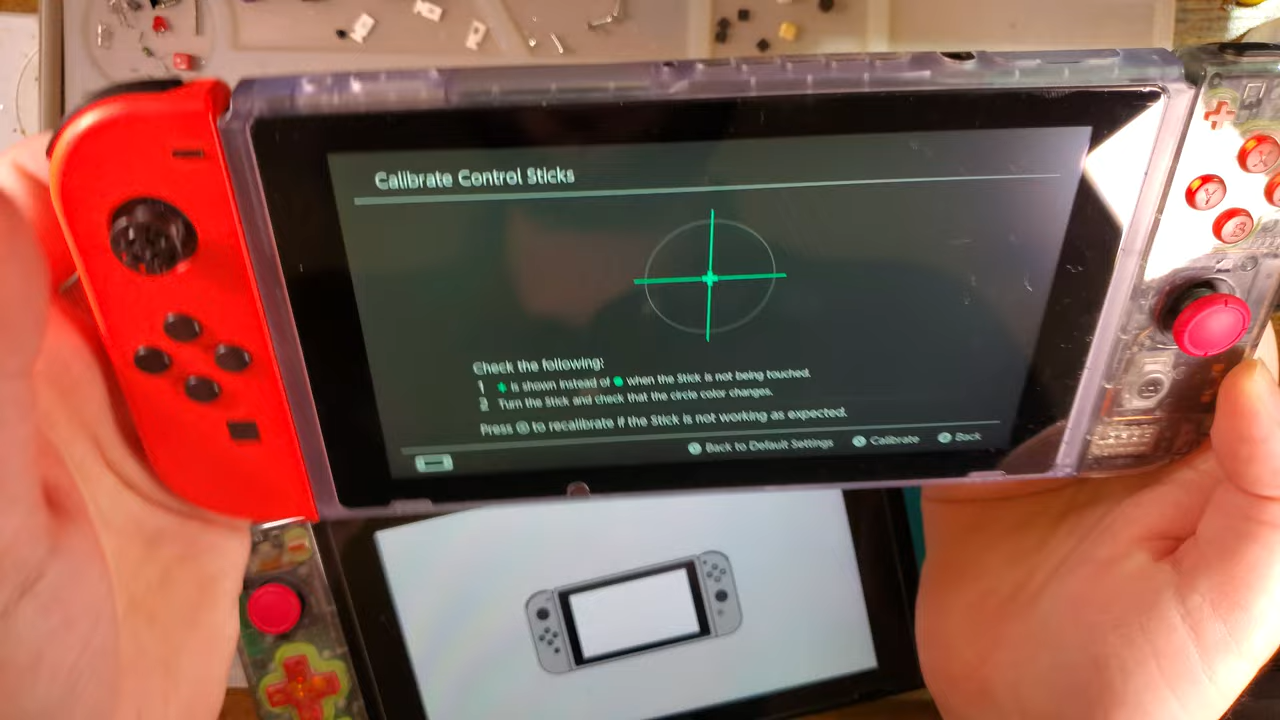 Calibrate Control Sticks
Check the following:
1 is shown instead of when the Stick is not being touched.
2 Turn the Stick and check that the circle color changes.
Press to recalibrate if the Stick is not working as expected.
Back to Default Settings Calibrate Back
Y
B